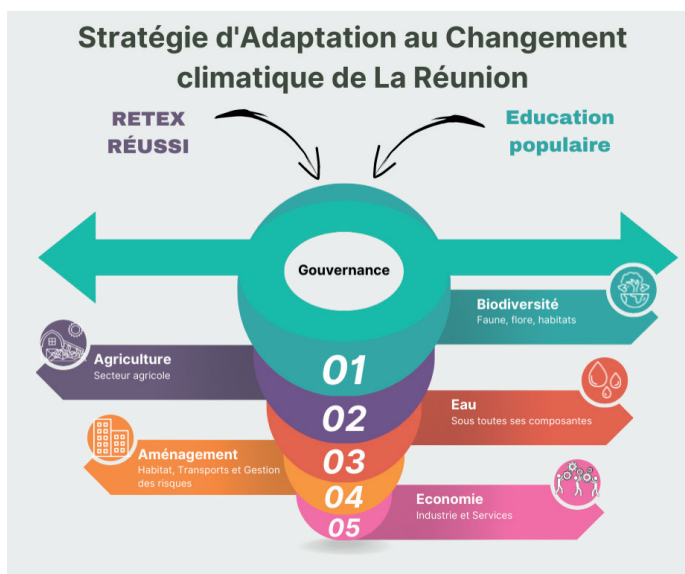 Stratégie d'Adaptation au Changement
climatique de La Réunion
RETEX
RÉUSSI
Education
populaire
Gouvernance
Biodiversité
Faune, flore, habitats
01
Agriculture
Secteur agricole
02
Eau
Sous toutes ses composantes
03
Aménagement
Habitat, Transports et Gestion
des risques
04
Economie
Industrie et Services
05